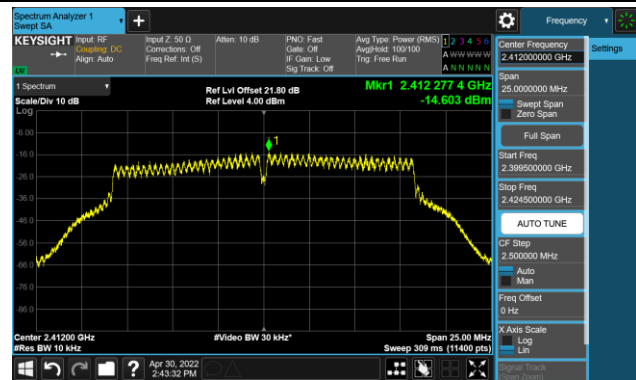 Spectrum Analyzer 1
Swept SA
Frequency
KEYSIGHT
Input: RF
Coupling: DC
Align: Auto
Input Z: 50 Ω
Corrections: Off
Freq Ref: Int (S)
Atten: 10 dB
PNO: Fast
Gate: Off
IF Gain: Low
Sig Track: Off
Avg Type: Power (RMS)
Avg|Hold: 100/100
Trig: Free Run
1 2 3 4 5 6
A W W W W W
A N N N N N
LW
1 Spectrum
Scale/Div 10 dB
Ref Lvl Offset 21.80 dB
Ref Level 4.00 dBm
Mkr1 2.412 277 4 GHz
-14.603 dBm
Log
1
-6.00
-16.0
-26.0
-36.0
-46.0
-56.0
-66.0
-76.0
-86.0
Center 2.41200 GHz
#Res BW 10 kHz
#Video BW 30 kHz*
Span 25.00 MHz
Sweep 309 ms (11400 pts)
Apr 30, 2022
2:43:32 PM
Center Frequency
2.412000000 GHz
Settings
Span
25.0000000 MHz
Swept Span
Zero Span
Full Span
Start Freq
2.399500000 GHz
Stop Freq
2.424500000 GHz
AUTO TUNE
CF Step
2.500000 MHz
Auto
Man
Freq Offset
0 Hz
X Axis Scale
Log
Lin
Signal Track
(Span Zoom)